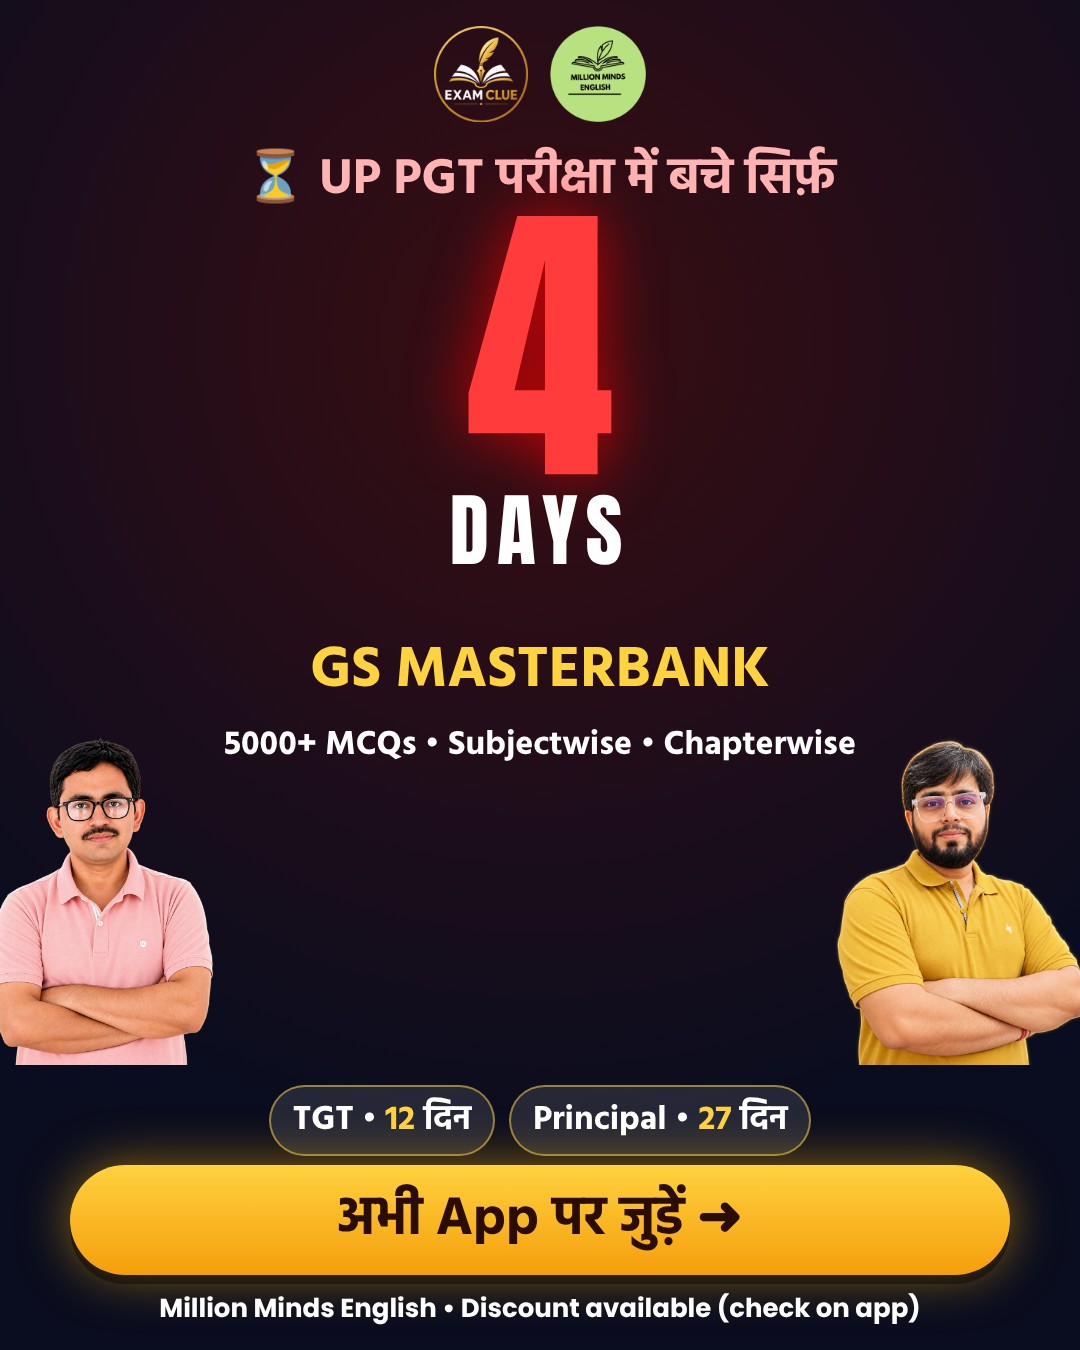 EXAM CLUE
MILLION MINDS
ENGLISH
⏳ UP PGT परीक्षा में बचे सिर्फ़
4
DAYS
GS MASTERBANK
5000+ MCQs • Subjectwise • Chapterwise
TGT • 12 दिन
Principal • 27 दिन
अभी App पर जुड़ें ➜
Million Minds English • Discount available (check on app)